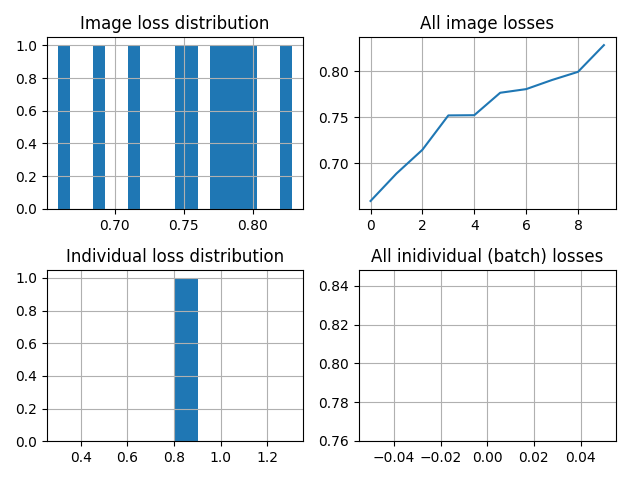 Image loss distribution
1.0
0.8
0.6
0.4
0.2
0.0
0.70 0.75 0.80
All image losses
0.80
0.75
0.70
0 2 4 6 8
Individual loss distribution
1.0
0.8
0.6
0.4
0.2
0.0
0.4 0.6 0.8 1.0 1.2
All inidividual (batch) losses
0.84
0.82
0.80
0.78
0.76
−0.04 −0.02 0.00 0.02 0.04